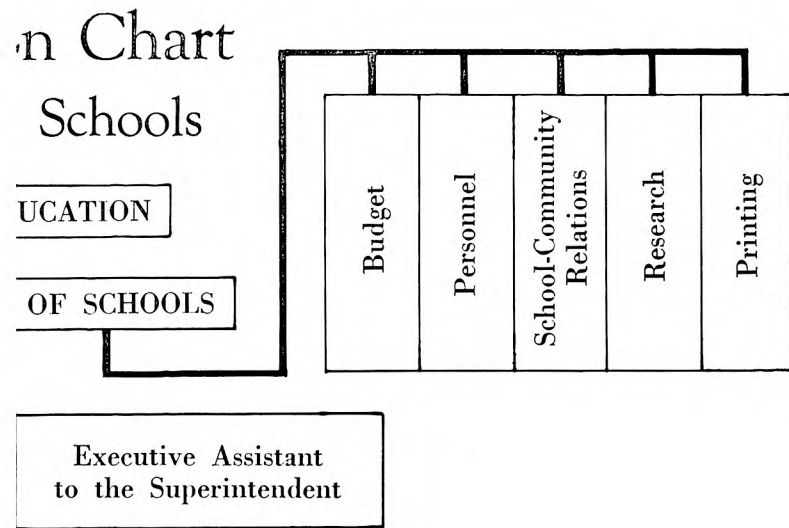 n Chart
Schools
UCATION
OF SCHOOLS
Executive Assistant
to the Superintendent
Budget
Personnel
School-Community
Relations
Research
Printing